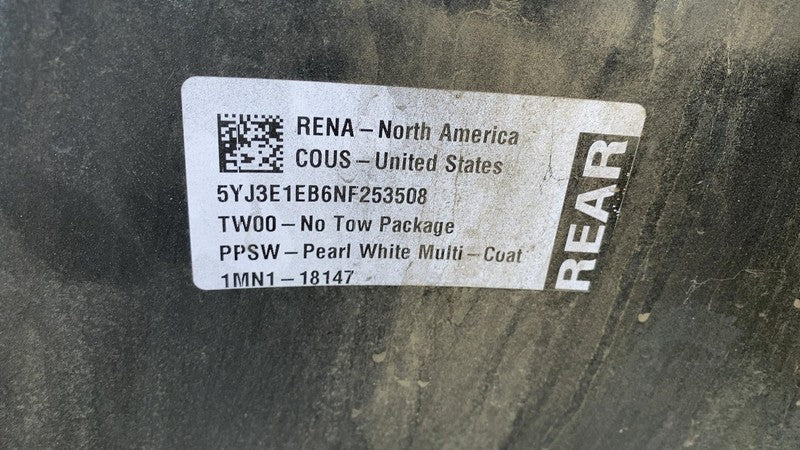 RENA – North America
COUS – United States
5YJ3E1EB6NF253508
TW00 – No Tow Package
PPSW – Pearl White Multi – Coat
1MN1 – 18147
REAR